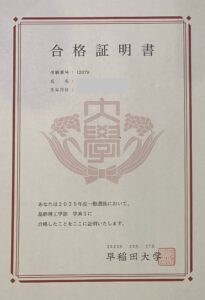 合格証明書
受験番号：12079
氏名：
生年月日：
大學
あなたは2025年度一般選抜において、
基幹理工学部 学系3に
合格したことをここに証明いたします。
早稲田大学